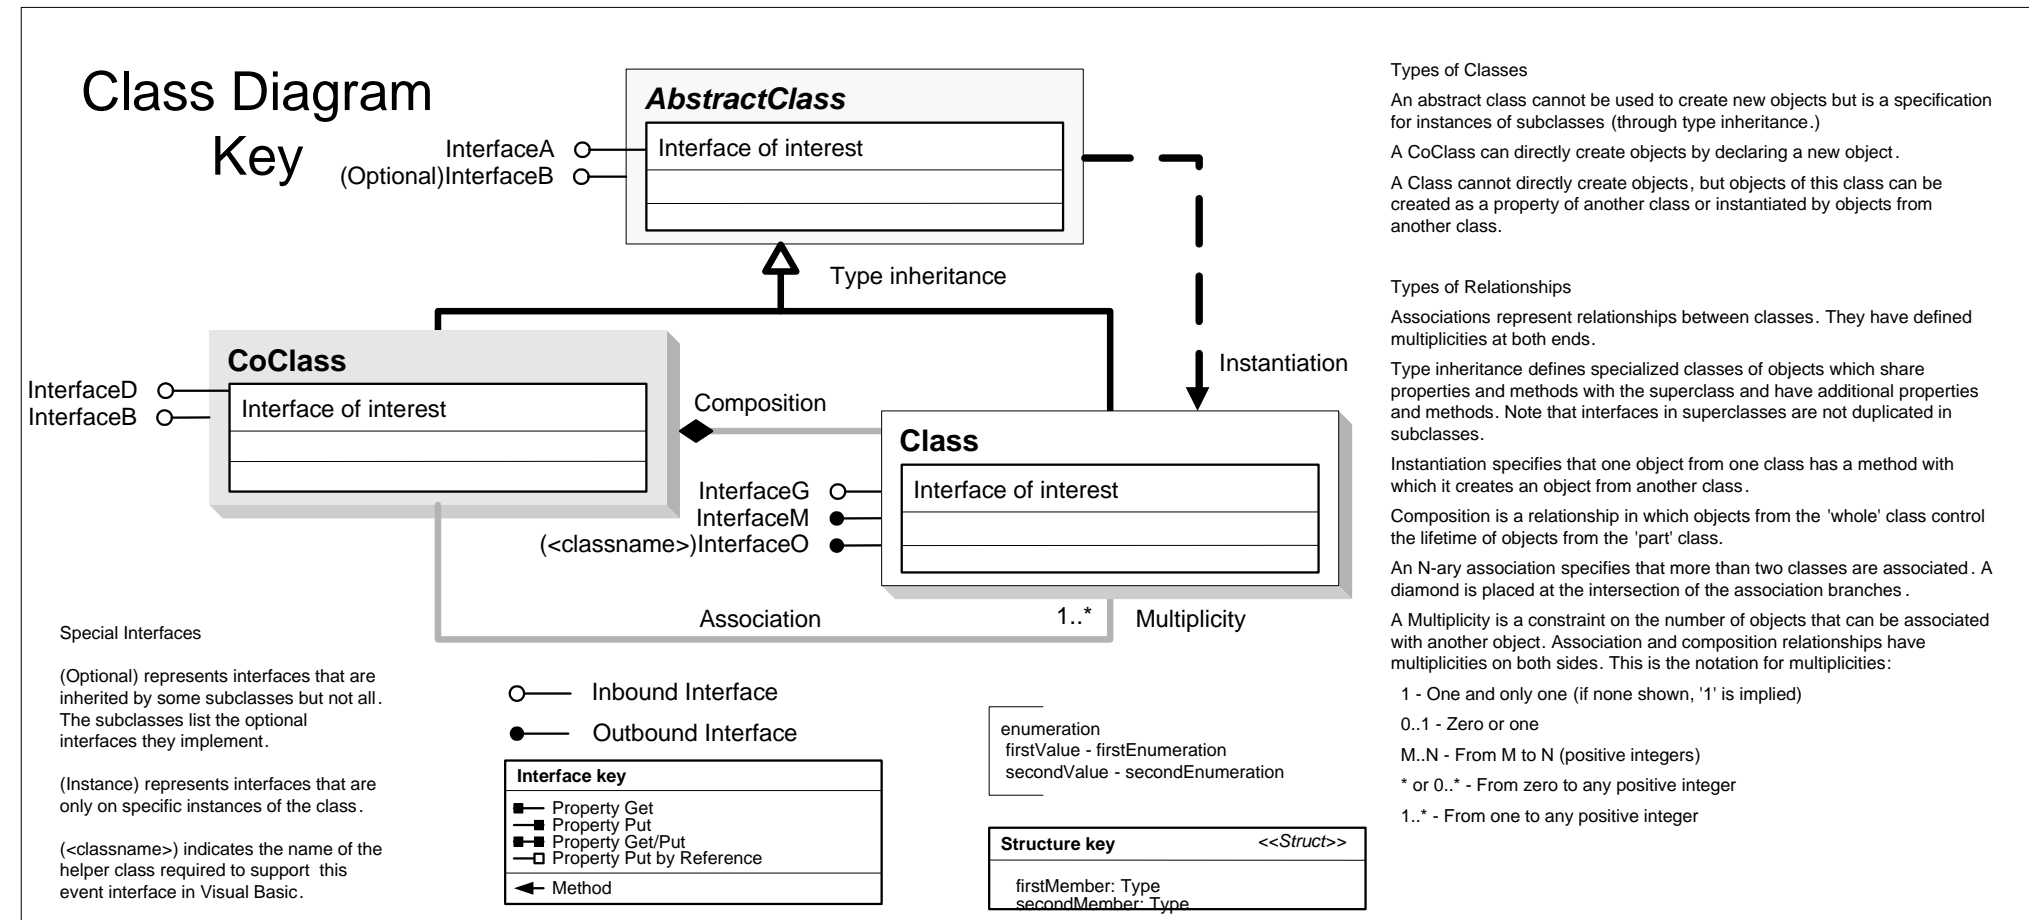 Class Diagram
Key
AbstractClass
Interface of interest
InterfaceA
(Optional)InterfaceB
Type inheritance
Instantiation
CoClass
Interface of interest
InterfaceD
InterfaceB
Composition
Class
Interface of interest
InterfaceG
InterfaceM
(<classname>)InterfaceO
Association
1..*
Multiplicity
Special Interfaces
(Optional) represents interfaces that are
inherited by some subclasses but not all.
The subclasses list the optional
interfaces they implement.
(Instance) represents interfaces that are
only on specific instances of the class.
(<classname>) indicates the name of the
helper class required to support this
event interface in Visual Basic.
Inbound Interface
Outbound Interface
Interface key
Property Get
Property Put
Property Get/Put
Property Put by Reference
Method
enumeration
firstValue - firstEnumeration
secondValue - secondEnumeration
Structure key <<Struct>>
firstMember: Type
secondMember: Type
Types of Classes
An abstract class cannot be used to create new objects but is a specification
for instances of subclasses (through type inheritance.)
A CoClass can directly create objects by declaring a new object.
A Class cannot directly create objects, but objects of this class can be
created as a property of another class or instantiated by objects from
another class.
Types of Relationships
Associations represent relationships between classes. They have defined
multiplicities at both ends.
Type inheritance defines specialized classes of objects which share
properties and methods with the superclass and have additional properties
and methods. Note that interfaces in superclasses are not duplicated in
subclasses.
Instantiation specifies that one object from one class has a method with
which it creates an object from another class.
Composition is a relationship in which objects from the 'whole' class control
the lifetime of objects from the 'part' class.
An N-ary association specifies that more than two classes are associated. A
diamond is placed at the intersection of the association branches.
A Multiplicity is a constraint on the number of objects that can be associated
with another object. Association and composition relationships have
multiplicities on both sides. This is the notation for multiplicities:
1 - One and only one (if none shown, '1' is implied)
0..1 - Zero or one
M..N - From M to N (positive integers)
* or 0..* - From zero to any positive integer
1..* - From one to any positive integer